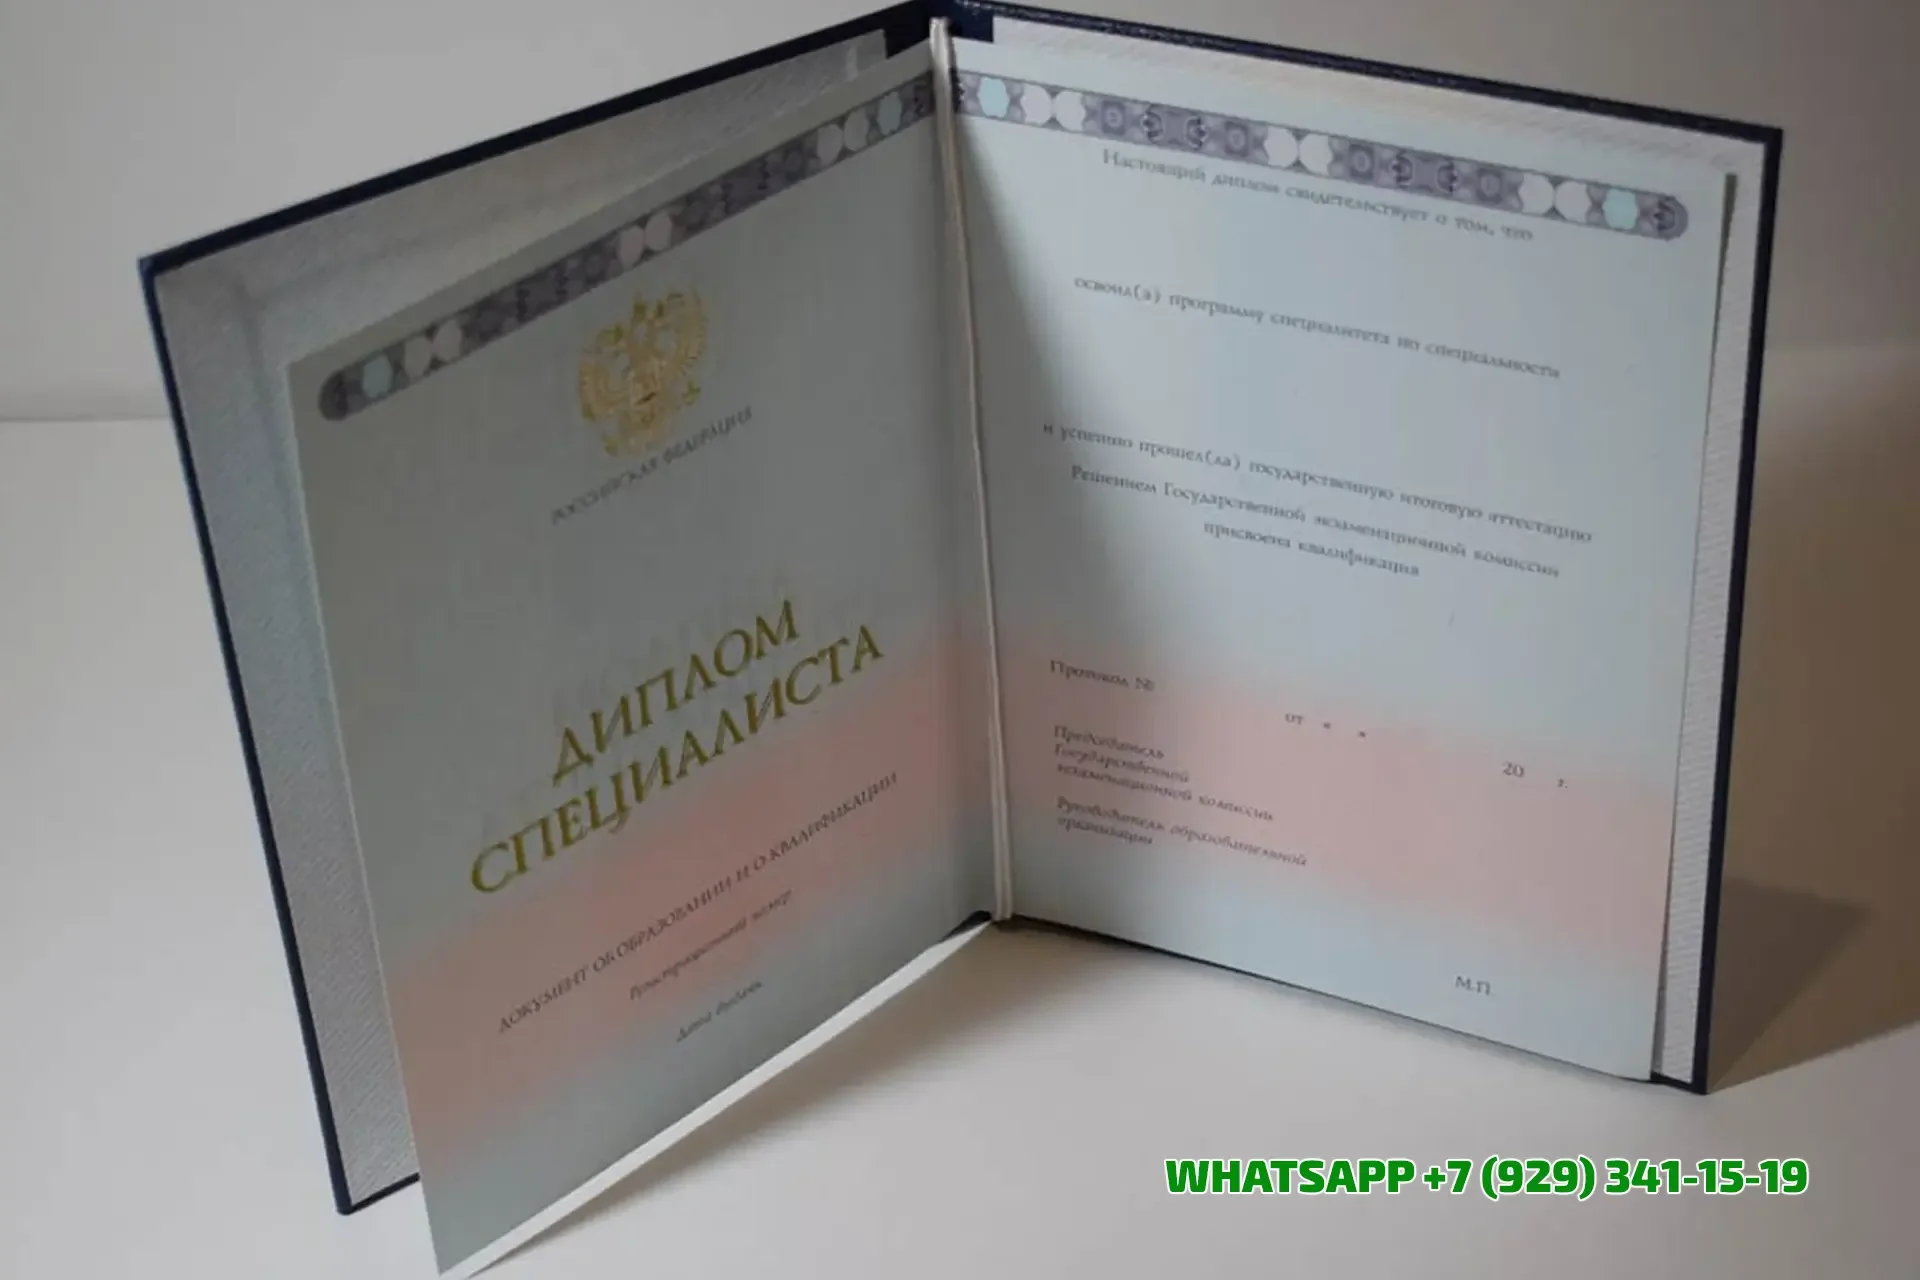 РОССИЙСКАЯ ФЕДЕРАЦИЯ
ДИПЛОМ
СПЕЦИАЛИСТА
ДОКУМЕНТ ОБ ОБРАЗОВАНИИ И О КВАЛИФИКАЦИИ
Регистрационный номер
Дата выдачи
Настоящий диплом свидетельствует о том, что
освоил(а) программу специалитета по специальности
и успешно прошел(ла) государственную итоговую аттестацию
Решением Государственной экзаменационной комиссии
присвоена квалификация
Протокол №
от « » 20 г.
Председатель
Государственной
экзаменационной комиссии
Руководитель образовательной
организации
М.П.
WHATSAPP +7 (929) 341-15-19